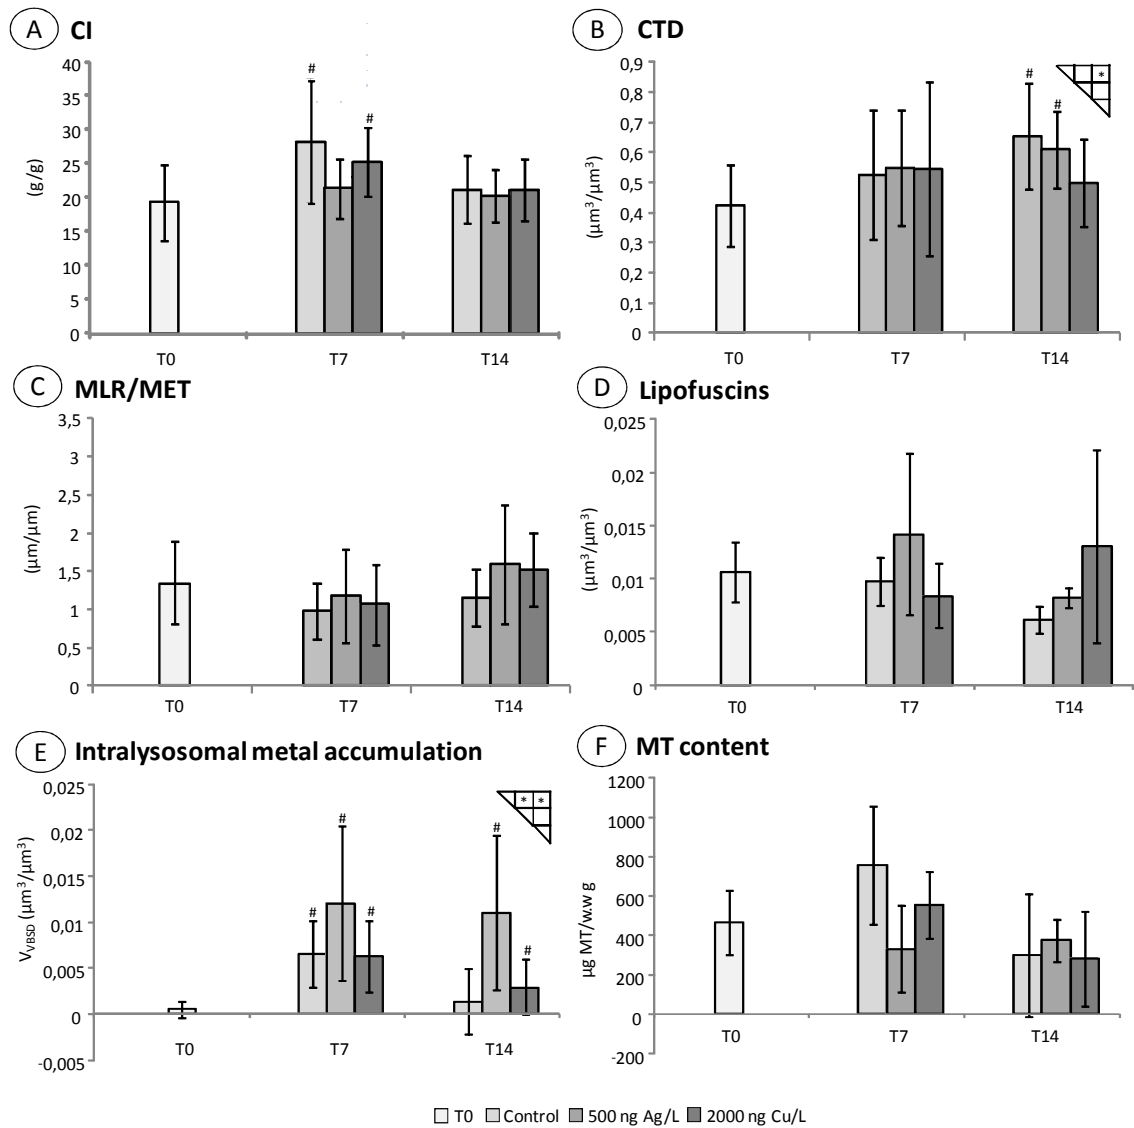 A CI
40
35
30
25
20
15
10
5
0
(g/g)
#
#
T0 T7 T14
B CTD
0,9
0,8
0,7
0,6
0,5
0,4
0,3
0,2
0,1
0
(µm³/µm³)
#
#
*
T0 T7 T14
C MLR/MET
3,5
3
2,5
2
1,5
1
0,5
0
(µm/µm)
T0 T7 T14
D Lipofuscins
0,025
0,02
0,015
0,01
0,005
0
(µm³/µm³)
T0 T7 T14
E Intralysosomal metal accumulation
0,025
0,02
0,015
0,01
0,005
0
-0,005
VVBSD (µm³/µm³)
# # #
# #
* *
T0 T7 T14
F MT content
1200
1000
800
600
400
200
0
-200
µg MT/w.w g
T0 T7 T14
T0 Control 500 ng Ag/L 2000 ng Cu/L